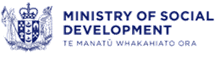 MINISTRY OF SOCIAL
DEVELOPMENT
TE MANATŪ WHAKAHIATO ORA